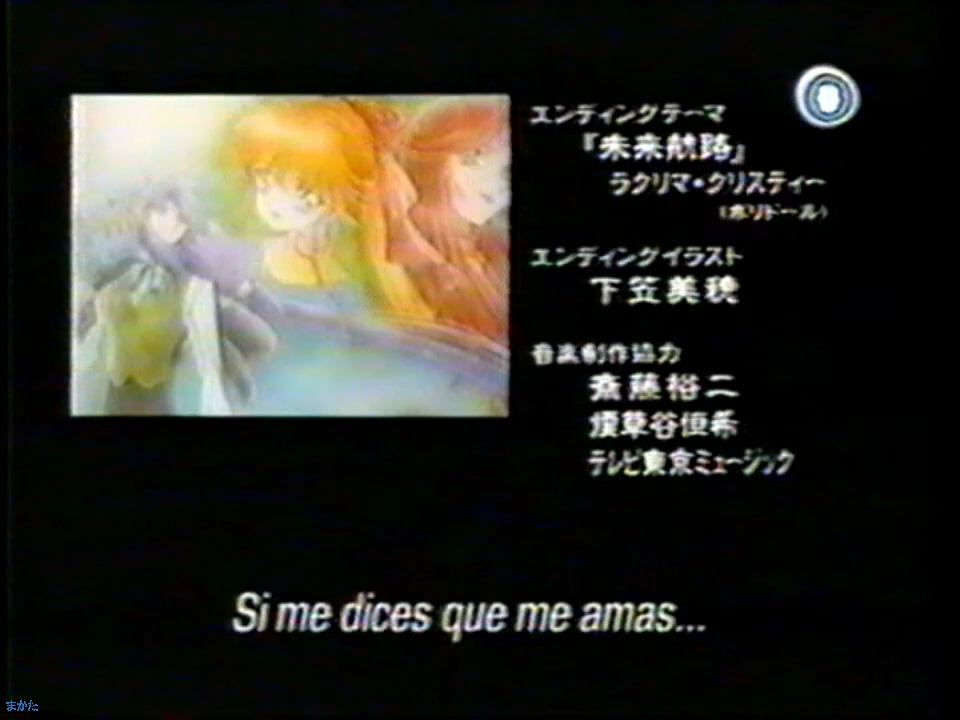 エンディングテーマ
『未来航路』
ラクリマ・クリスティー
(ポリドール)
エンディングイラスト
下笠美穂
音楽制作協力
斎藤裕二
煤草谷恒希
テレビ東京ミュージック
Si me dices que me amas...
まかた